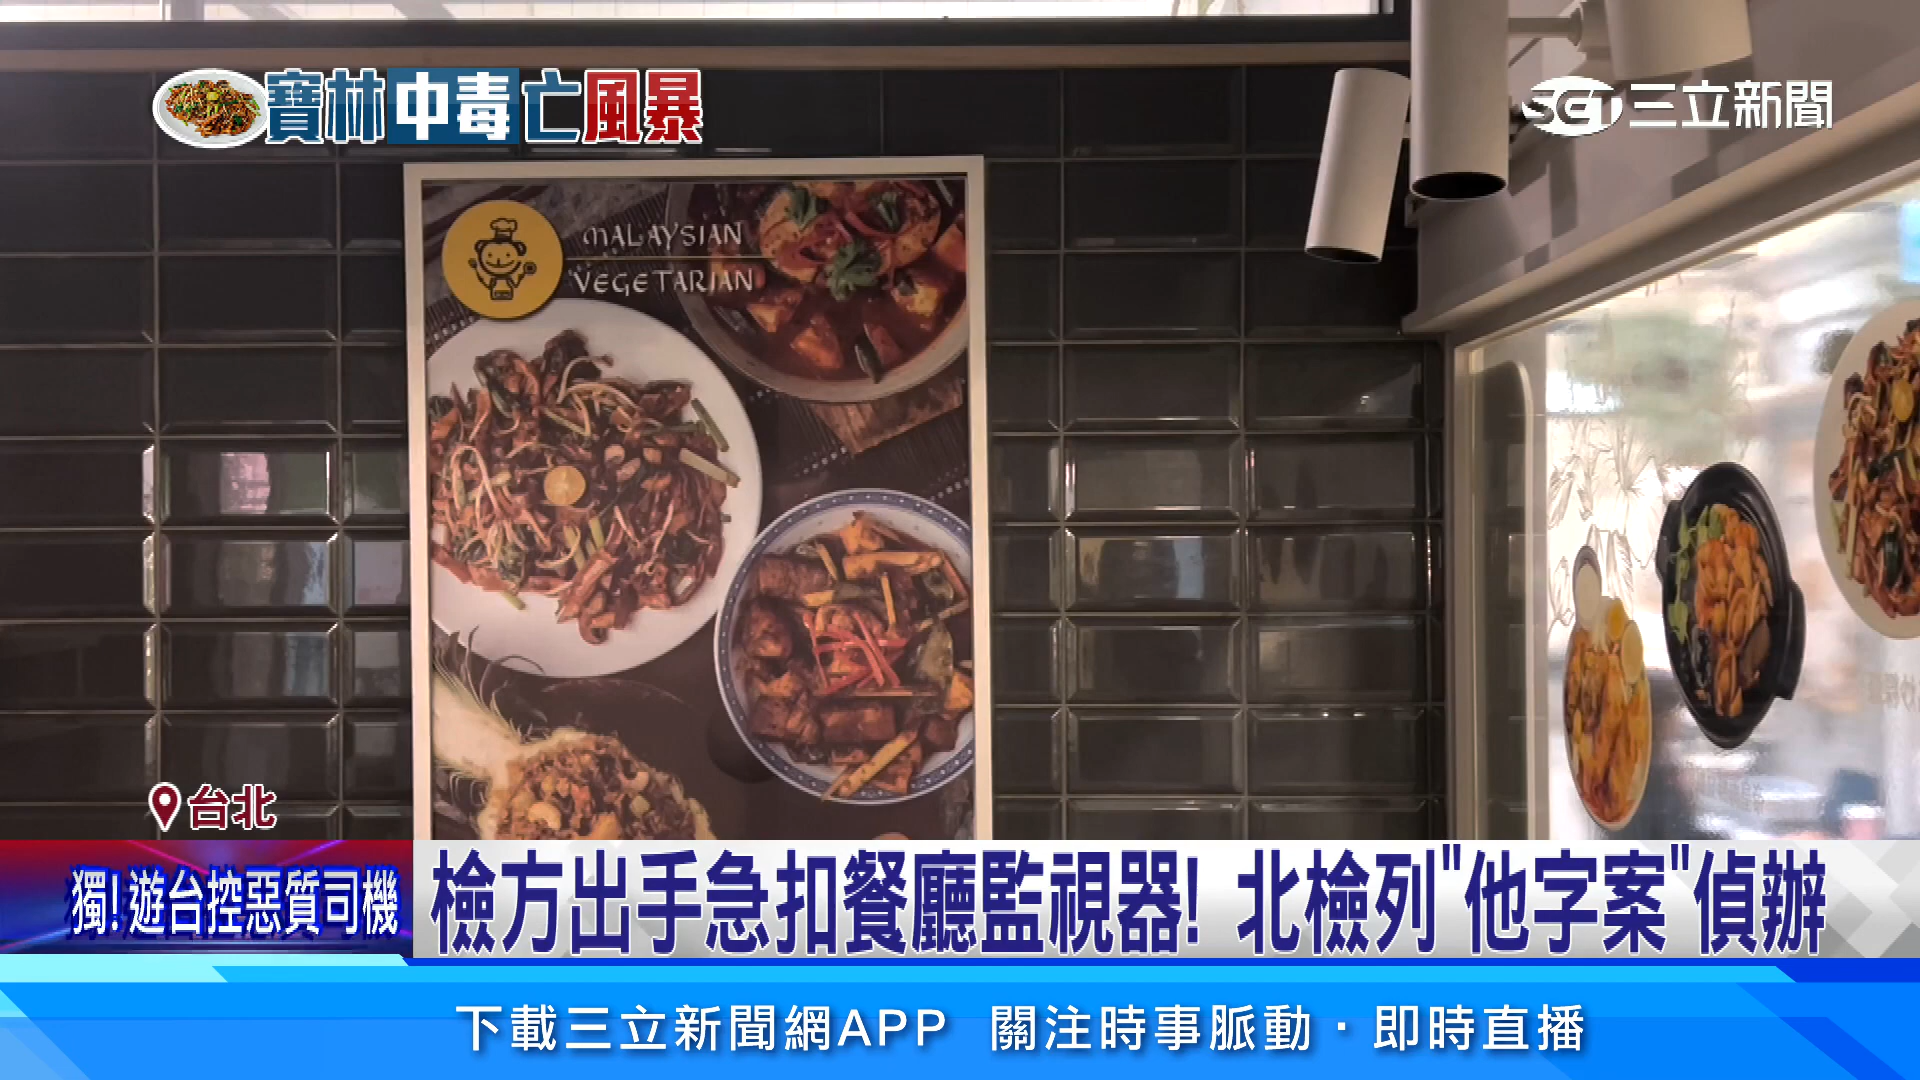 寶林中毒亡風暴
SET三立新聞
MALAYSIAN
VEGETARIAN
台北
獨!遊台控惡質司機
檢方出手急扣餐廳監視器! 北檢列"他字案"偵辦
下載三立新聞網APP 關注時事脈動・即時直播